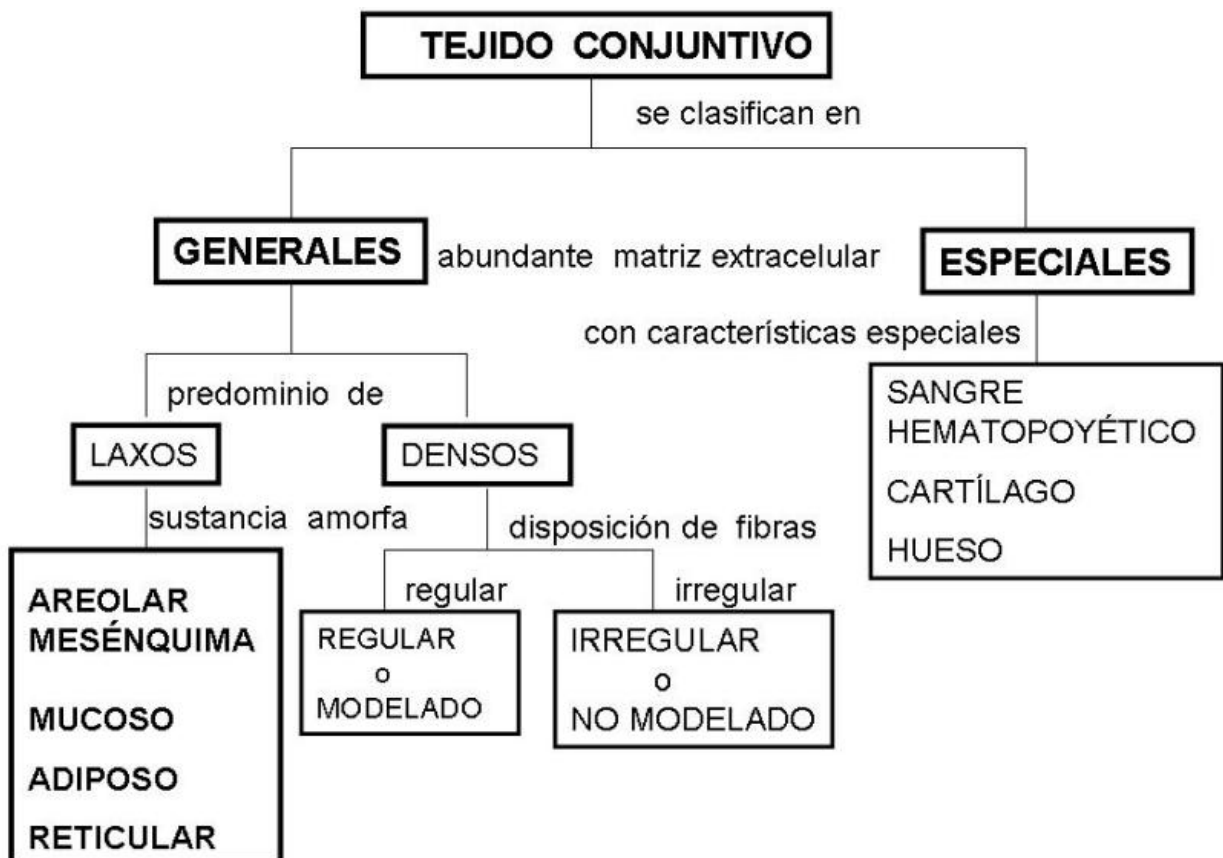 TEJIDO CONJUNTIVO
se clasifican en
GENERALES
abundante matriz extracelular
ESPECIALES
con características especiales
SANGRE
HEMATOPOYÉTICO
CARTÍLAGO
HUESO
predominio de
LAXOS
DENSOS
sustancia amorfa
disposición de fibras
AREOLAR
MESÉNQUIMA
MUCOSO
ADIPOSO
RETICULAR
regular
irregular
REGULAR
o
MODELADO
IRREGULAR
o
NO MODELADO